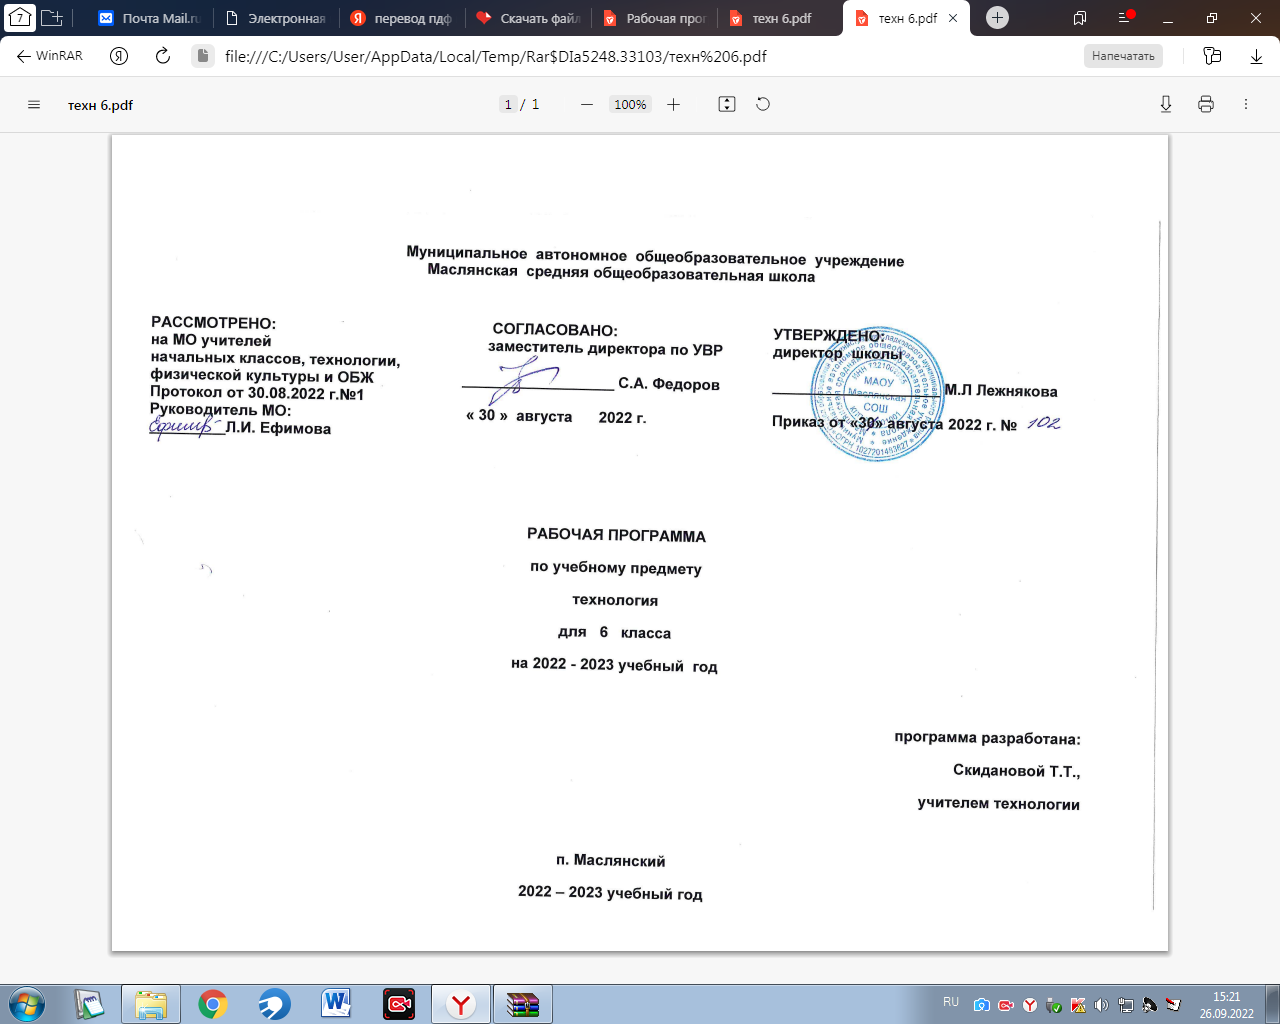 7
Почта Mail.ru
Электронная
перевод пдф
Скачать файл
Рабочая прог
техн 6.pdf
техн 6.pdf
WinRAR
file:///C:/Users/User/AppData/Local/Temp/Rar$DIa5248.33103/техн%206.pdf
Напечатать
техн 6.pdf
1 / 1
100%
Муниципальное автономное общеобразовательное учреждение
Маслянская средняя общеобразовательная школа
РАССМОТРЕНО:
на МО учителей
начальных классов, технологии,
физической культуры и ОБЖ
Протокол от 30.08.2022 г.№1
Руководитель МО:
Л.И. Ефимова
СОГЛАСОВАНО:
заместитель директора по УВР
С.А. Федоров
« 30 » августа 2022 г.
УТВЕРЖДЕНО:
директор школы
М.Л Лежнякова
Приказ от «30» августа 2022 г. № 102
МАОУ
Маслянская
СОШ
РАБОЧАЯ ПРОГРАММА
по учебному предмету
технология
для 6 класса
на 2022 - 2023 учебный год
программа разработана:
Скидановой Т.Т.,
учителем технологии
п. Маслянский
2022 – 2023 учебный год
RU
15:21
26.09.2022